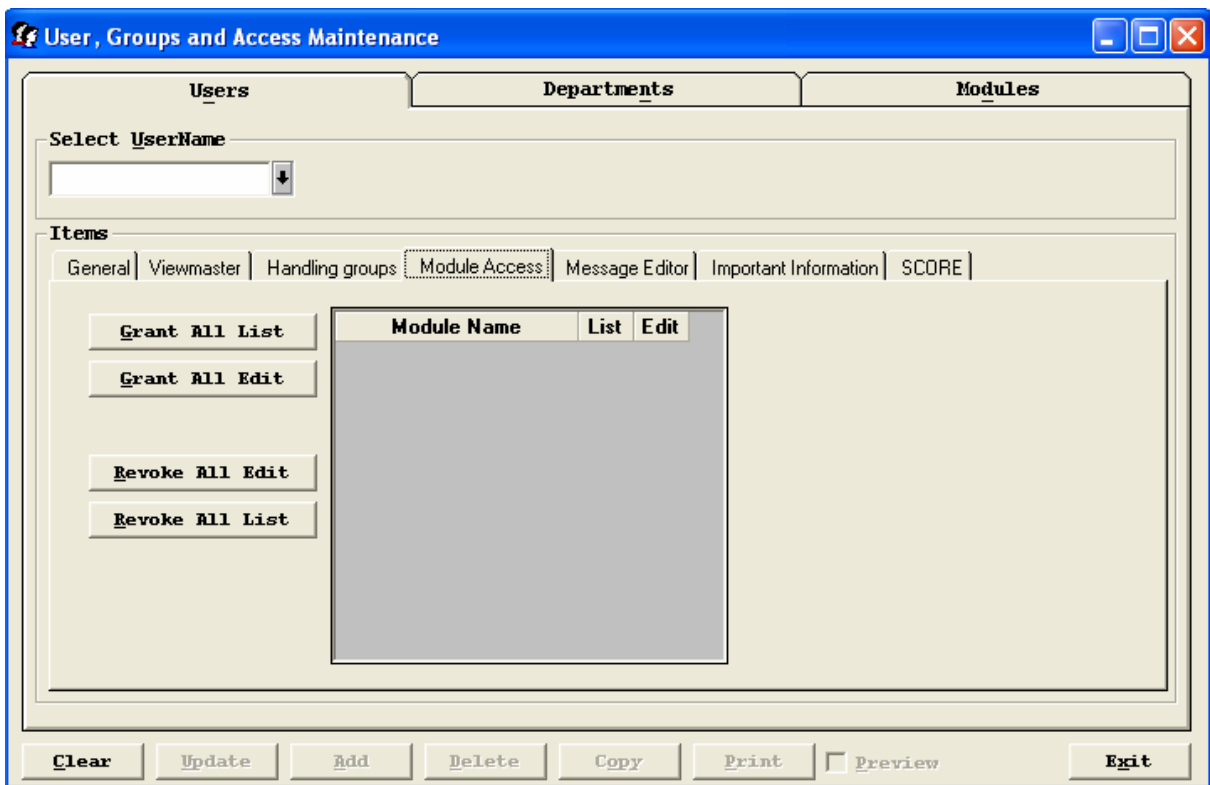 User, Groups and Access Maintenance
Users Departments Modules
Select UserName
Items
General Viewmaster Handling groups Module Access Message Editor Important Information SCORE
Grant All List
Module Name List Edit
Grant All Edit
Revoke All Edit
Revoke All List
Clear Update Add Delete Copy Print Preview Exit